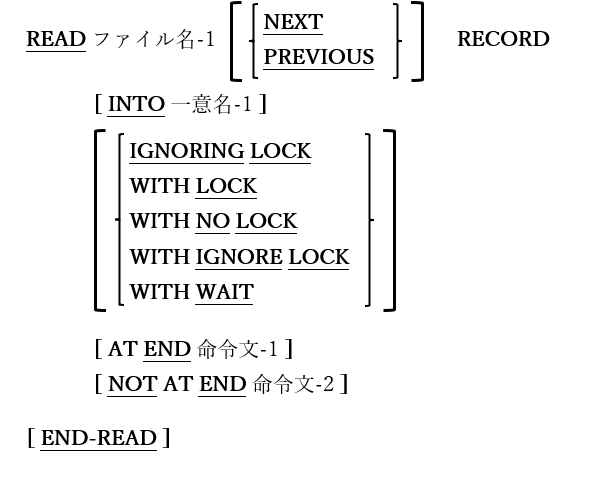 READ ファイル名-1 [ { NEXT
PREVIOUS } ] RECORD
[ INTO 一意名-1 ]
[ { IGNORING LOCK
WITH LOCK
WITH NO LOCK
WITH IGNORE LOCK
WITH WAIT } ]
[ AT END 命令文-1 ]
[ NOT AT END 命令文-2 ]
[ END-READ ]